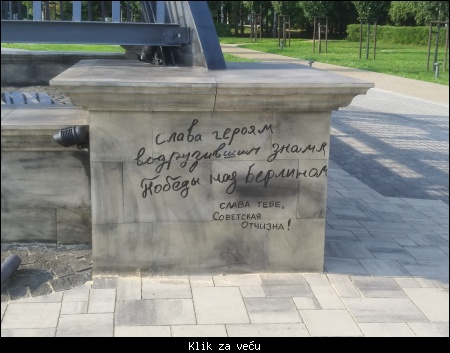 слава героям
водрузившим знамя
Победы над Берлином
СЛАВА ТЕБЕ,
СОВЕТСКАЯ
ОТЧИЗНА!
Klik za veću